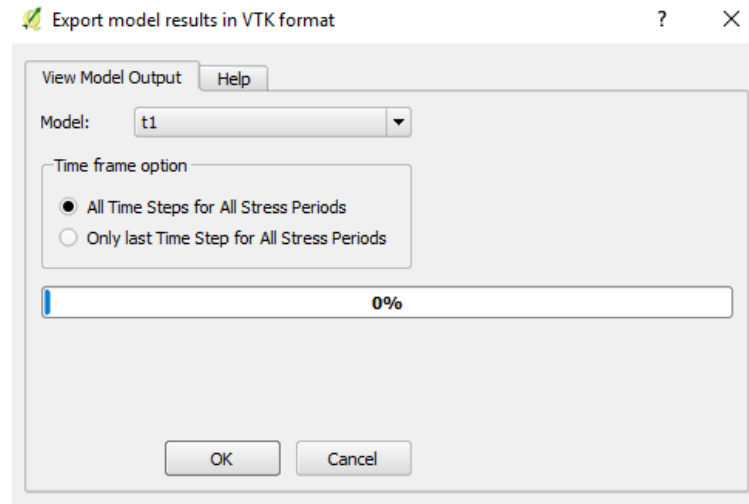 Export model results in VTK format ?
View Model Output Help
Model: t1
Time frame option
All Time Steps for All Stress Periods
Only last Time Step for All Stress Periods
0%
OK Cancel